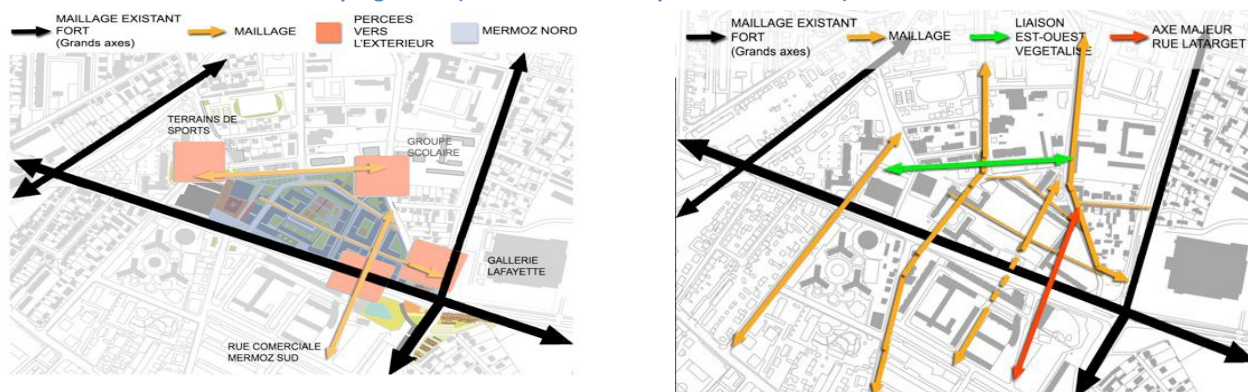 MAILLAGE EXISTANT
FORT
(Grands axes)
MAILLAGE
PERCEES
VERS
L'EXTERIEUR
MERMOZ NORD
TERRAINS DE
SPORTS
GROUPE
SCOLAIRE
GALLERIE
LAFAYETTE
RUE COMERCIALE
MERMOZ SUD
MAILLAGE EXISTANT
FORT
(Grands axes)
MAILLAGE
LIAISON
EST-OUEST
VEGETALISE
AXE MAJEUR
RUE LATARGET